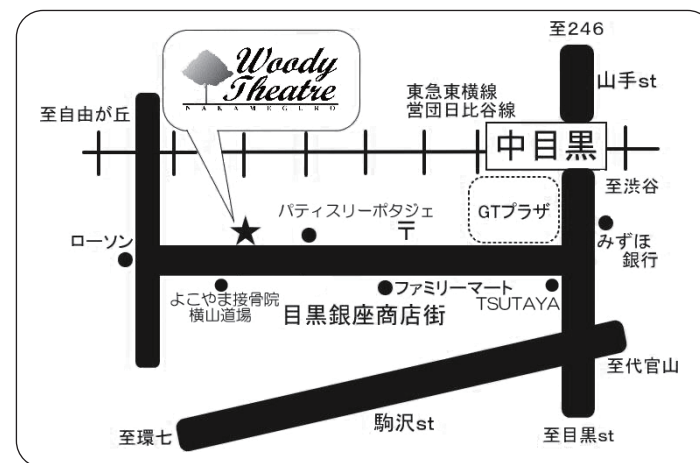 至246
Woody
Theatre
NAKAMEGURO
山手st
東急東横線
営団日比谷線
至自由が丘
中目黒
至渋谷
パティスリーポタジェ
〒
GTプラザ
ローソン
みずほ
銀行
よこやま接骨院
横山道場
ファミリーマート
TSUTAYA
目黒銀座商店街
至代官山
駒沢st
至環七
至目黒st